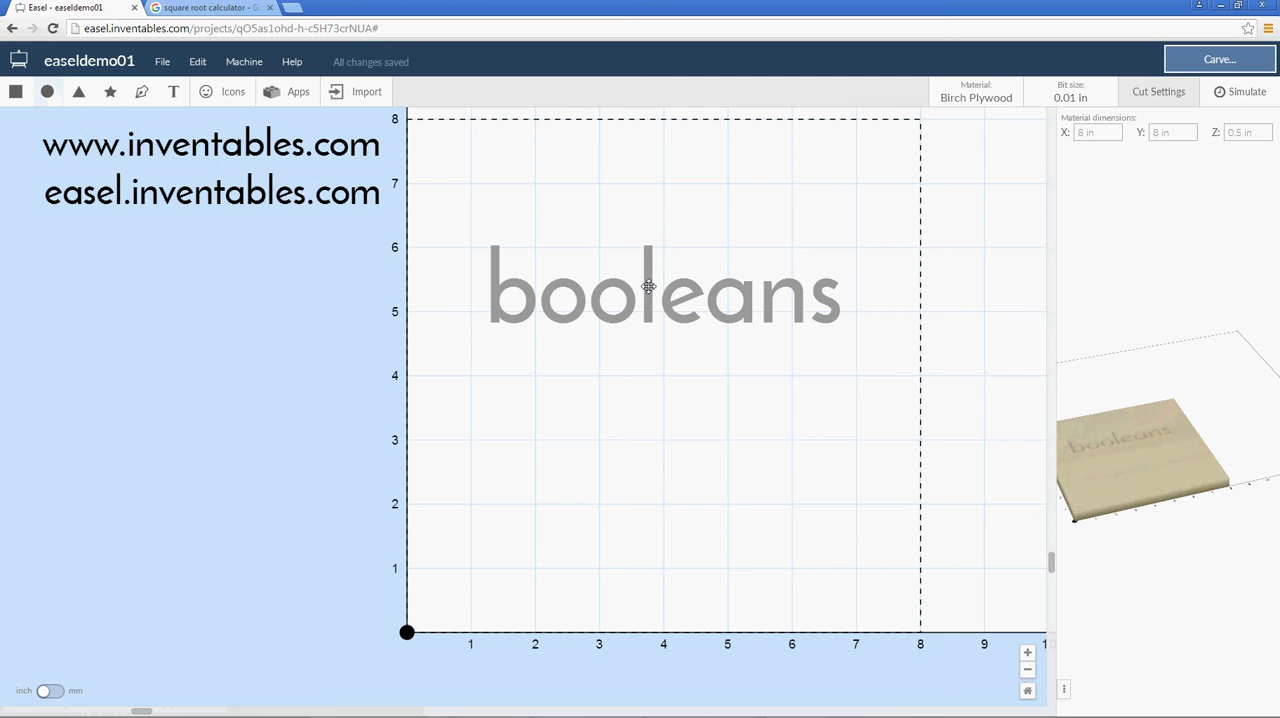 Easel - easeldemo01
square root calculator - G
easel.inventables.com/projects/qO5as1ohd-h-c5H73crNUA#
easeldemo01 File Edit Machine Help All changes saved Carve...
T Icons Apps Import
Material:
Birch Plywood
Bit size:
0.01 in
Cut Settings
Simulate
Material dimensions:
X: 8 in Y: 8 in Z: 0.5 in
www.inventables.com
easel.inventables.com
booleans
booleans
8
7
6
5
4
3
2
1
1 2 3 4 5 6 7 8 9 10
inch mm